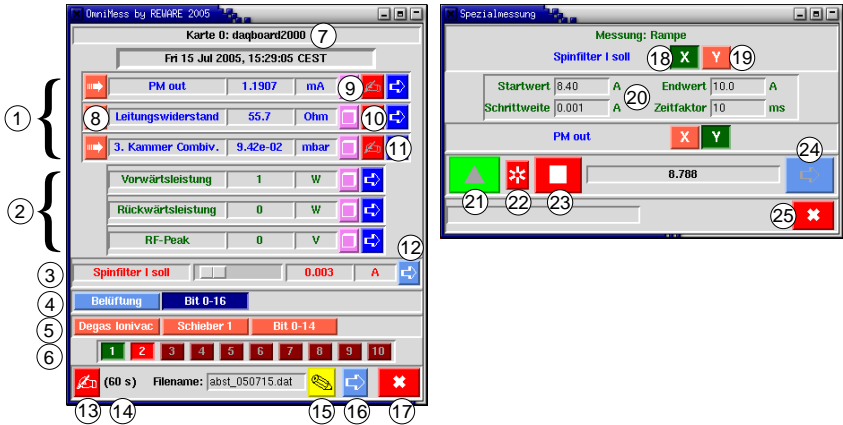 OmniMess by REWARE 2005
Karte 0: daqboard2000 7
Fri 15 Jul 2005, 15:29:05 CEST
1
PM out 1.1907 mA 9
8 Leitungswiderstand 55.7 Ohm 10
3. Kammer Combiv. 9.42e-02 mbar 11
2
Vorwärtsleistung 1 W
Rückwärtsleistung 0 W
RF-Peak 0 V
12
3 Spinfilter I soll 0.003 A
4 Belüftung Bit 0-16
5 Degas Ionivac Schieber 1 Bit 0-14
6 1 2 3 4 5 6 7 8 9 10
(60 s) Filename: abst_050715.dat
13 14 15 16 17
Spezialmessung
Messung: Rampe
Spinfilter I soll 18 X Y 19
Startwert 8.40 A Endwert 10.0 A
20
Schrittweite 0.001 A Zeitfaktor 10 ms
PM out X Y
24
8.788
21 22 23
25